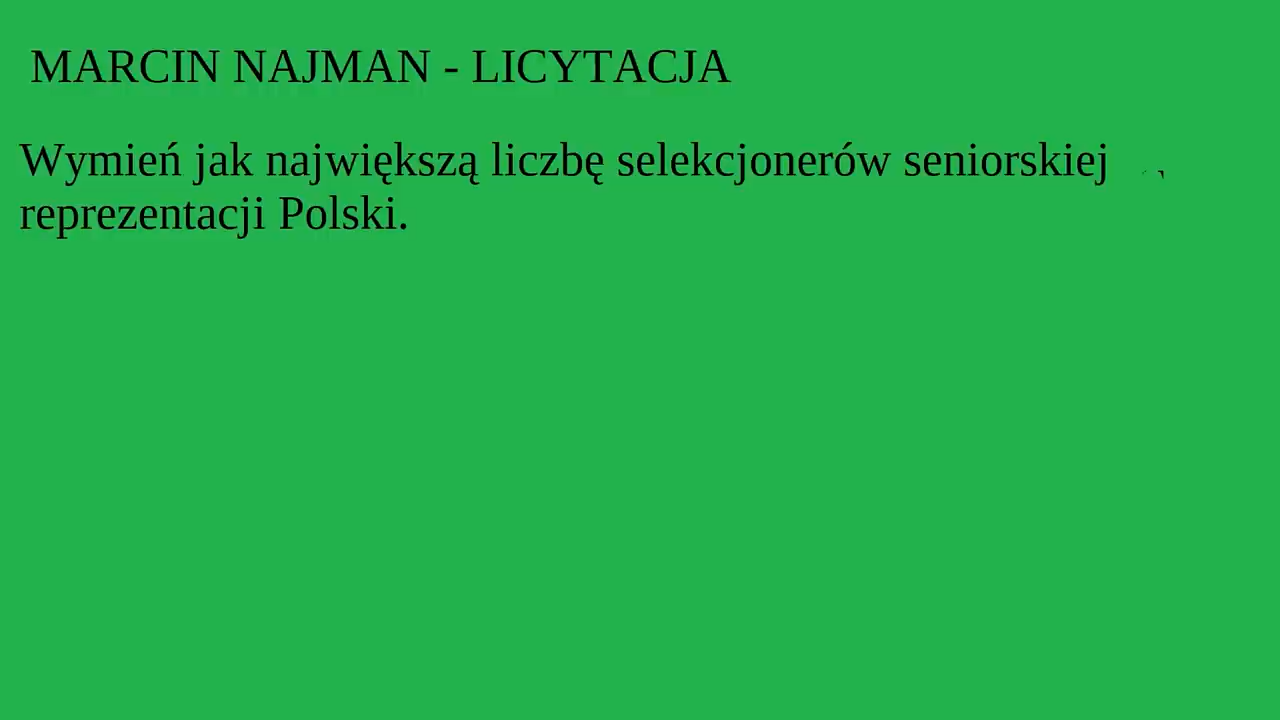 MARCIN NAJMAN - LICYTACJA
Wymień jak największą liczbę selekcjonerów seniorskiej
reprezentacji Polski.